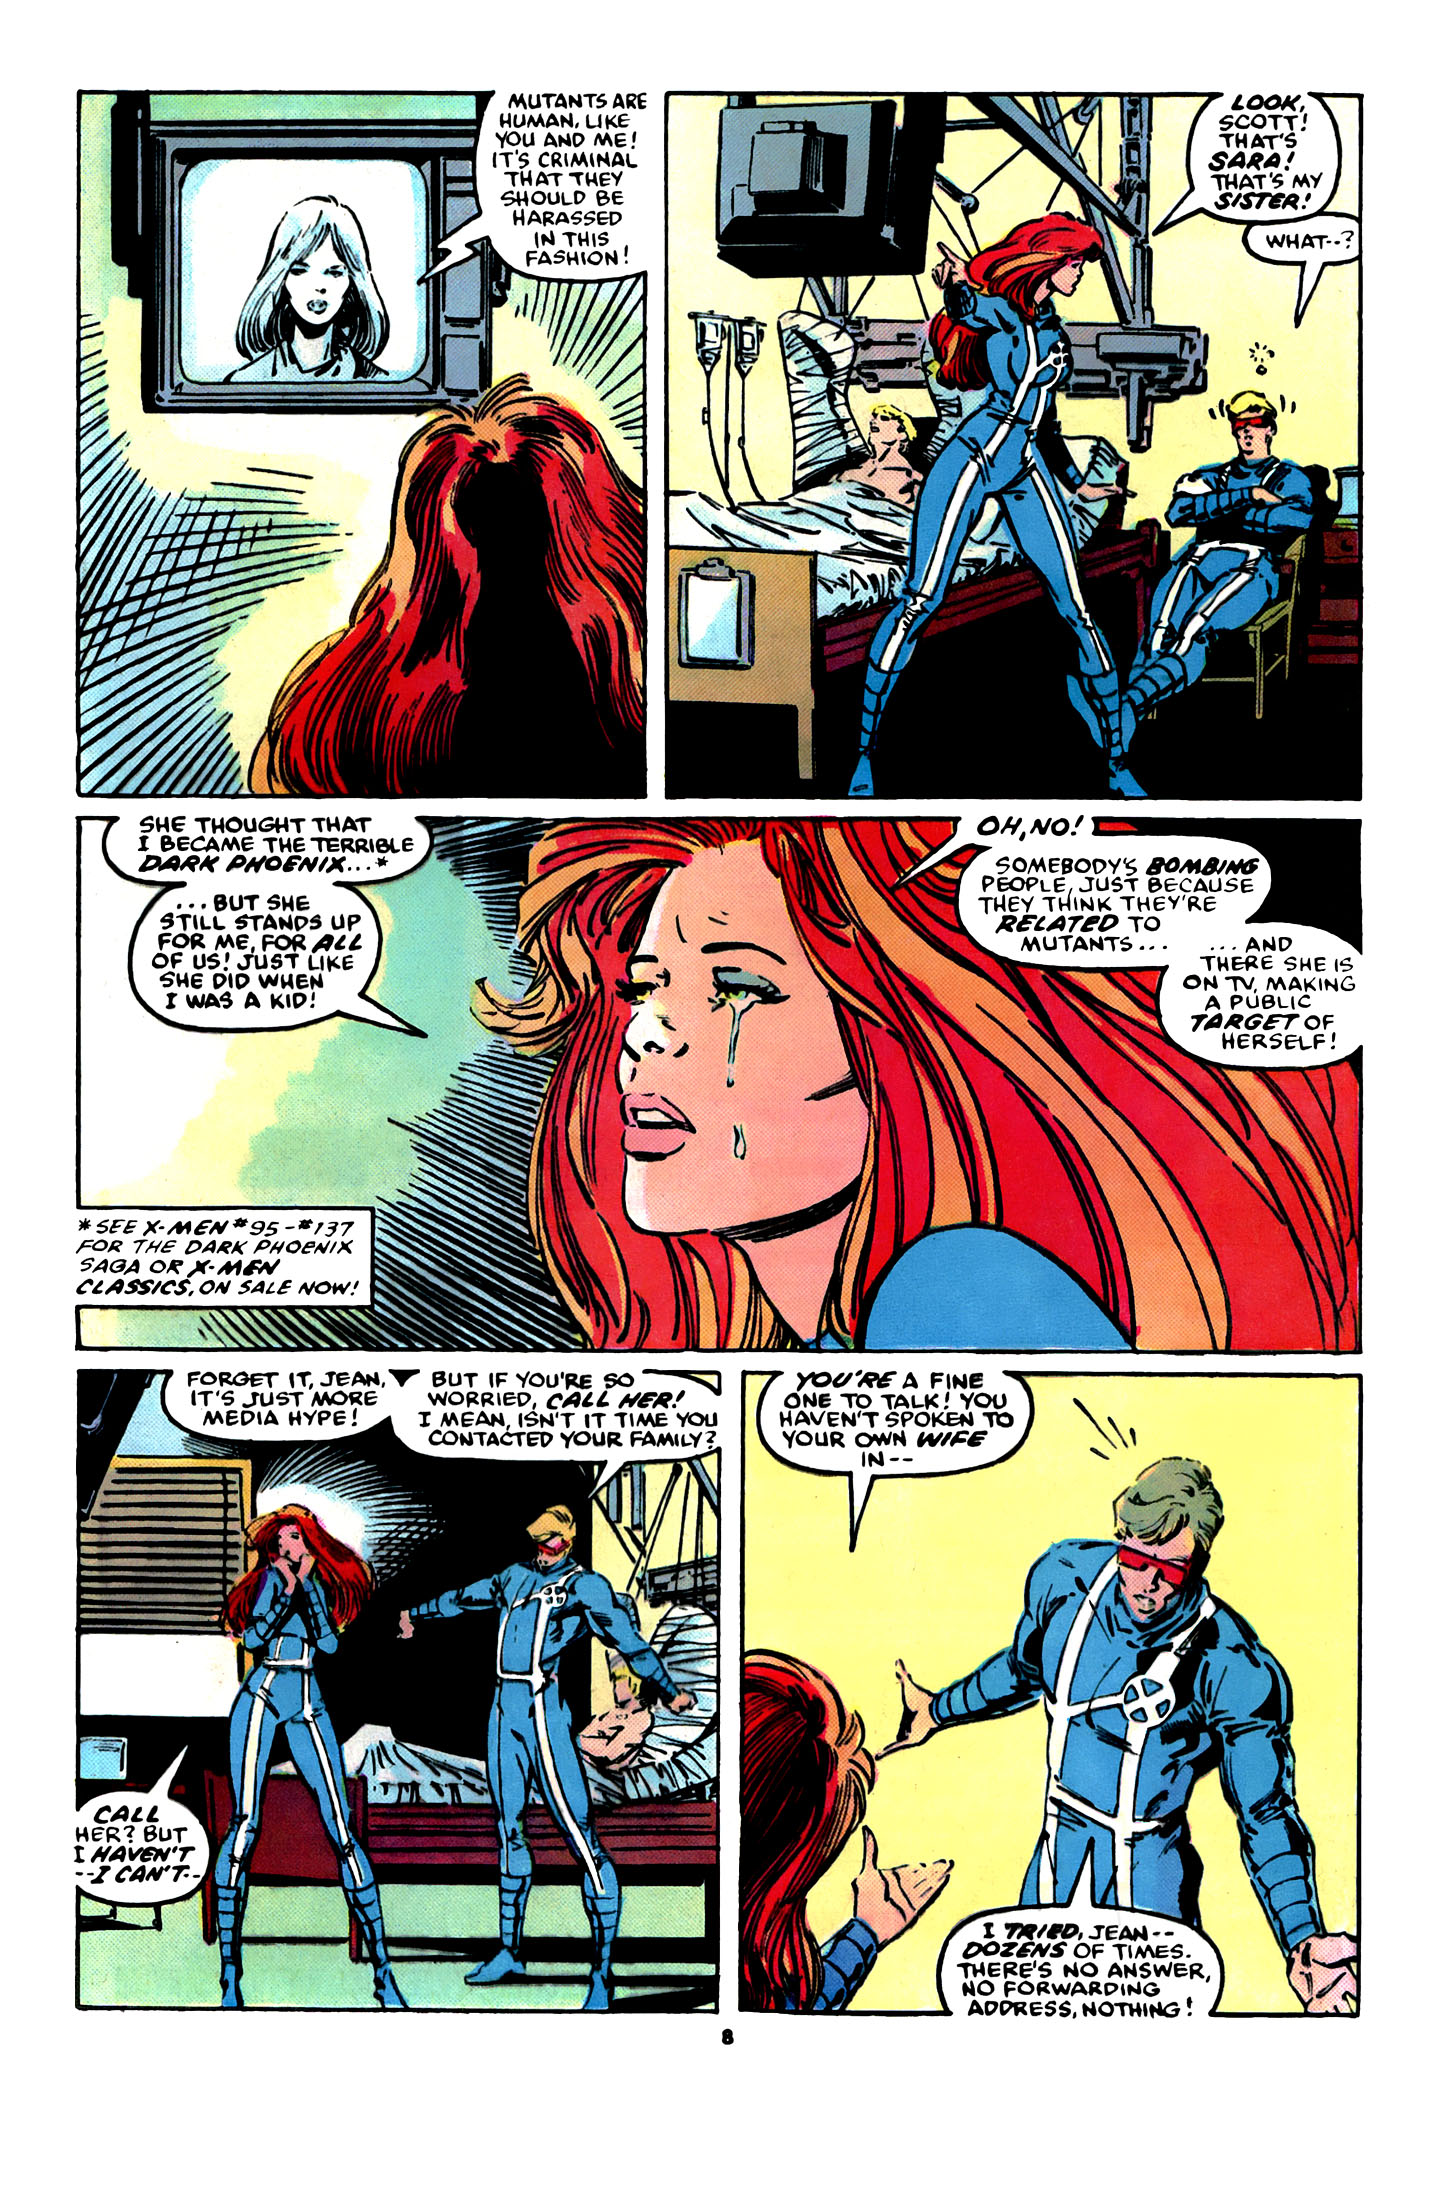 MUTANTS ARE
HUMAN, LIKE
YOU AND ME!
IT'S CRIMINAL
THAT THEY
SHOULD BE
HARASSED
IN THIS
FASHION!
LOOK,
SCOTT!
THAT'S
SARA!
THAT'S MY
SISTER!
WHAT--?
SHE THOUGHT THAT
I BECAME THE TERRIBLE
DARK PHOENIX...*
...BUT SHE
STILL STANDS UP
FOR ME, FOR ALL
OF US! JUST LIKE
SHE DID WHEN
I WAS A KID!
OH, NO!
SOMEBODY'S BOMBING
PEOPLE, JUST BECAUSE
THEY THINK THEY'RE
RELATED TO
MUTANTS...
...AND
THERE SHE IS
ON TV, MAKING
A PUBLIC
TARGET OF
HERSELF!
*SEE X-MEN #95-#137
FOR THE DARK PHOENIX
SAGA OR X-MEN
CLASSICS, ON SALE NOW!
FORGET IT, JEAN,
IT'S JUST MORE
MEDIA HYPE!
BUT IF YOU'RE SO
WORRIED, CALL HER!
I MEAN, ISN'T IT TIME YOU
CONTACTED YOUR FAMILY?
CALL
HER? BUT
I HAVEN'T
--I CAN'T--
YOU'RE A FINE
ONE TO TALK! YOU
HAVEN'T SPOKEN TO
YOUR OWN WIFE
IN--
I TRIED, JEAN--
DOZENS OF TIMES.
THERE'S NO ANSWER,
NO FORWARDING
ADDRESS, NOTHING!
8